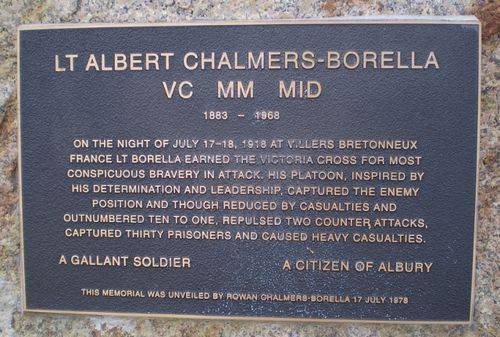 LT ALBERT CHALMERS-BORELLA
VC MM MID
1883 - 1968
ON THE NIGHT OF JULY 17-18, 1918 AT VILLERS BRETONNEUX
FRANCE LT BORELLA EARNED THE VICTORIA CROSS FOR MOST
CONSPICUOUS BRAVERY IN ATTACK. HIS PLATOON, INSPIRED BY
HIS DETERMINATION AND LEADERSHIP, CAPTURED THE ENEMY
POSITION AND THOUGH REDUCED BY CASUALTIES AND
OUTNUMBERED TEN TO ONE, REPULSED TWO COUNTER ATTACKS,
CAPTURED THIRTY PRISONERS AND CAUSED HEAVY CASUALTIES.
A GALLANT SOLDIER A CITIZEN OF ALBURY
THIS MEMORIAL WAS UNVEILED BY ROWAN CHALMERS-BORELLA 17 JULY 1978